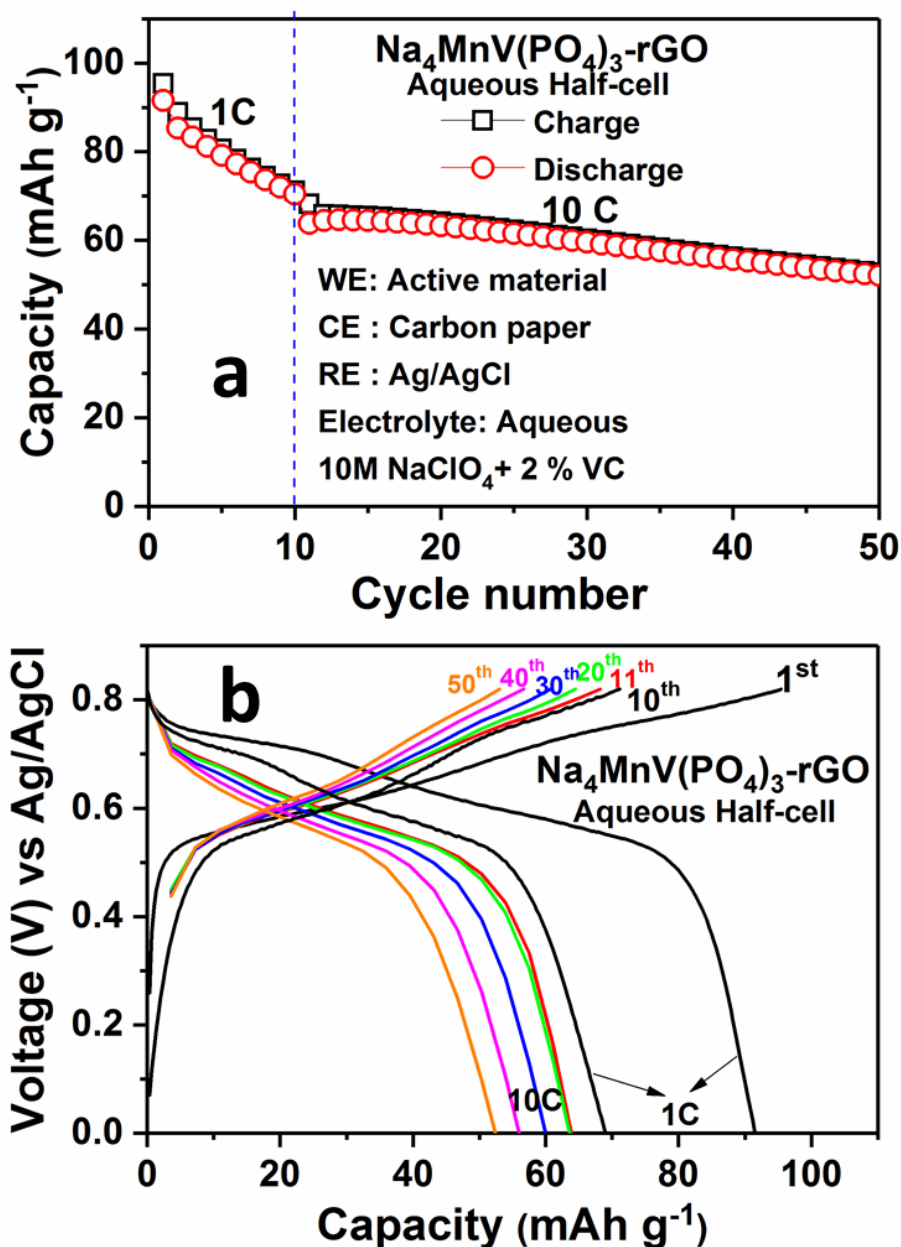 Na₄MnV(PO₄)₃-rGO
Aqueous Half-cell
1C
Charge
Discharge
10 C
WE: Active material
CE : Carbon paper
RE : Ag/AgCl
Electrolyte: Aqueous
10M NaClO₄+ 2 % VC
a
Capacity (mAh g⁻¹)
100
80
60
40
20
0
0 10 20 30 40 50
Cycle number
b
50ᵗʰ 40ᵗʰ 30ᵗʰ 20ᵗʰ 11ᵗʰ 10ᵗʰ 1ˢᵗ
Na₄MnV(PO₄)₃-rGO
Aqueous Half-cell
10C
1C
Voltage (V) vs Ag/AgCl
0.8
0.6
0.4
0.2
0.0
0 20 40 60 80 100
Capacity (mAh g⁻¹)